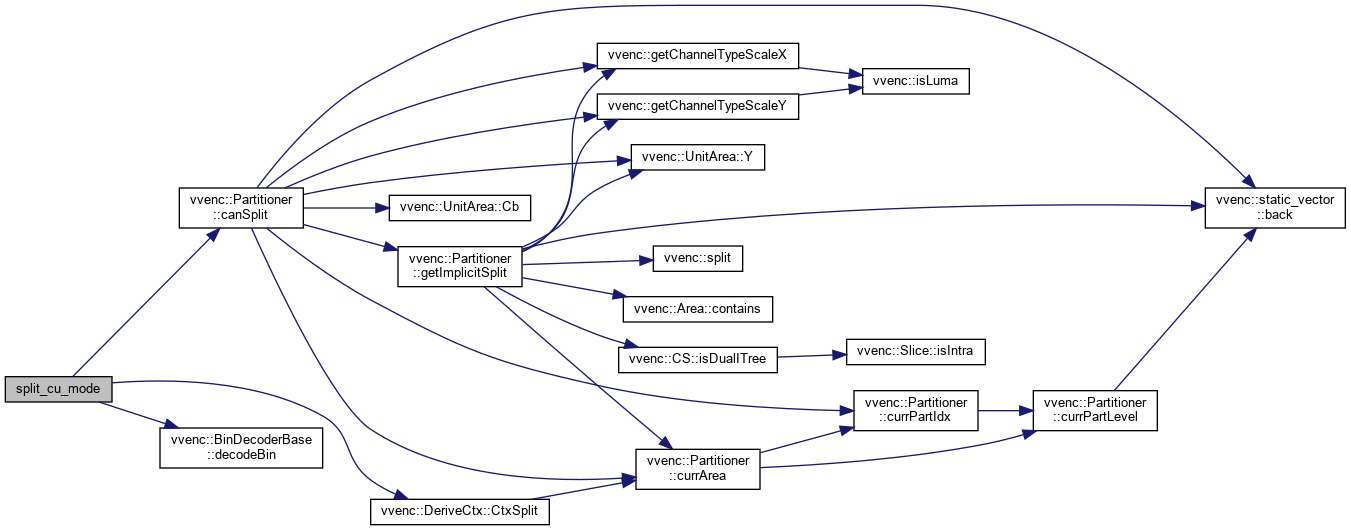 vvenc::getChannelTypeScaleX
vvenc::isLuma
vvenc::getChannelTypeScaleY
vvenc::UnitArea::Y
vvenc::Partitioner
::canSplit
vvenc::UnitArea::Cb
vvenc::static_vector
::back
vvenc::Partitioner
::getImplicitSplit
vvenc::split
vvenc::Area::contains
vvenc::CS::isDualITree
vvenc::Slice::isIntra
split_cu_mode
vvenc::Partitioner
::currPartIdx
vvenc::Partitioner
::currPartLevel
vvenc::BinDecoderBase
::decodeBin
vvenc::Partitioner
::currArea
vvenc::DeriveCtx::CtxSplit